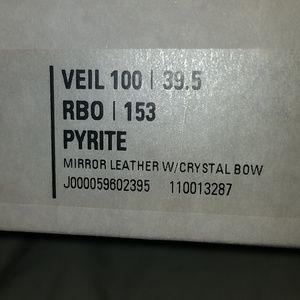 VEIL 100 | 39.5
RBO | 153
PYRITE
MIRROR LEATHER W/CRYSTAL BOW
J000059602395 110013287